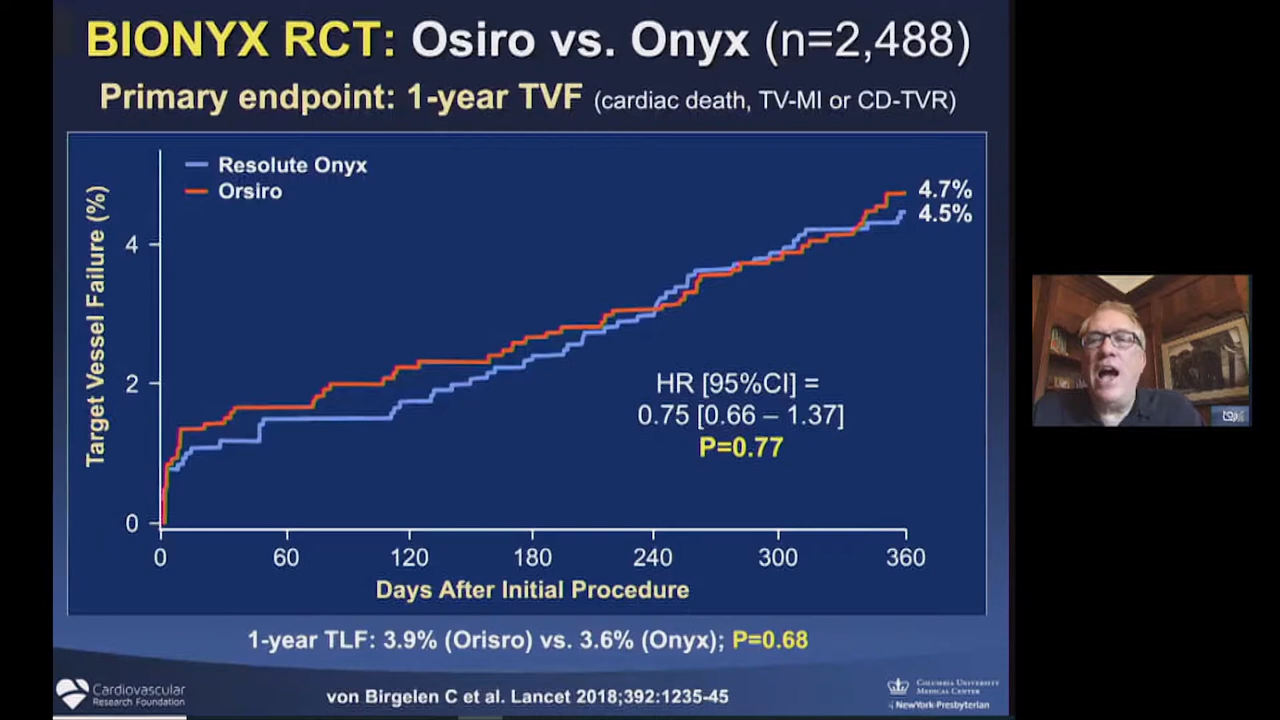 BIONYX RCT: Osiro vs. Onyx (n=2,488)
Primary endpoint: 1-year TVF (cardiac death, TV-MI or CD-TVR)
Resolute Onyx
Orsiro
4.7%
4.5%
Target Vessel Failure (%)
4
2
0
HR [95%CI] =
0.75 [0.66 – 1.37]
P=0.77
0 60 120 180 240 300 360
Days After Initial Procedure
1-year TLF: 3.9% (Orisro) vs. 3.6% (Onyx); P=0.68
Cardiovascular
Research Foundation
von Birgelen C et al. Lancet 2018;392:1235-45
COLUMBIA UNIVERSITY
MEDICAL CENTER
NewYork-Presbyterian